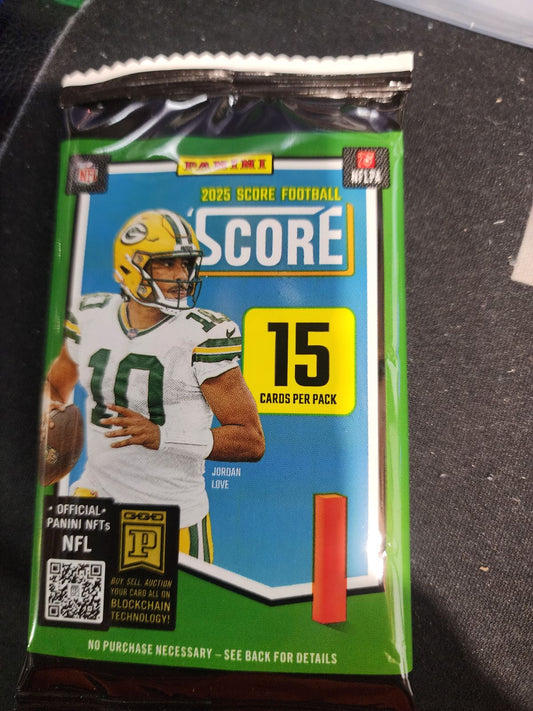 PANINI
NFL
NFLPA
2025 SCORE FOOTBALL
SCORE
15
CARDS PER PACK
G
10
10
JORDAN
LOVE
OFFICIAL
PANINI NFTs
NFL
P
BUY, SELL, AUCTION
YOUR CARD ALL ON
BLOCKCHAIN
TECHNOLOGY!
NO PURCHASE NECESSARY – SEE BACK FOR DETAILS